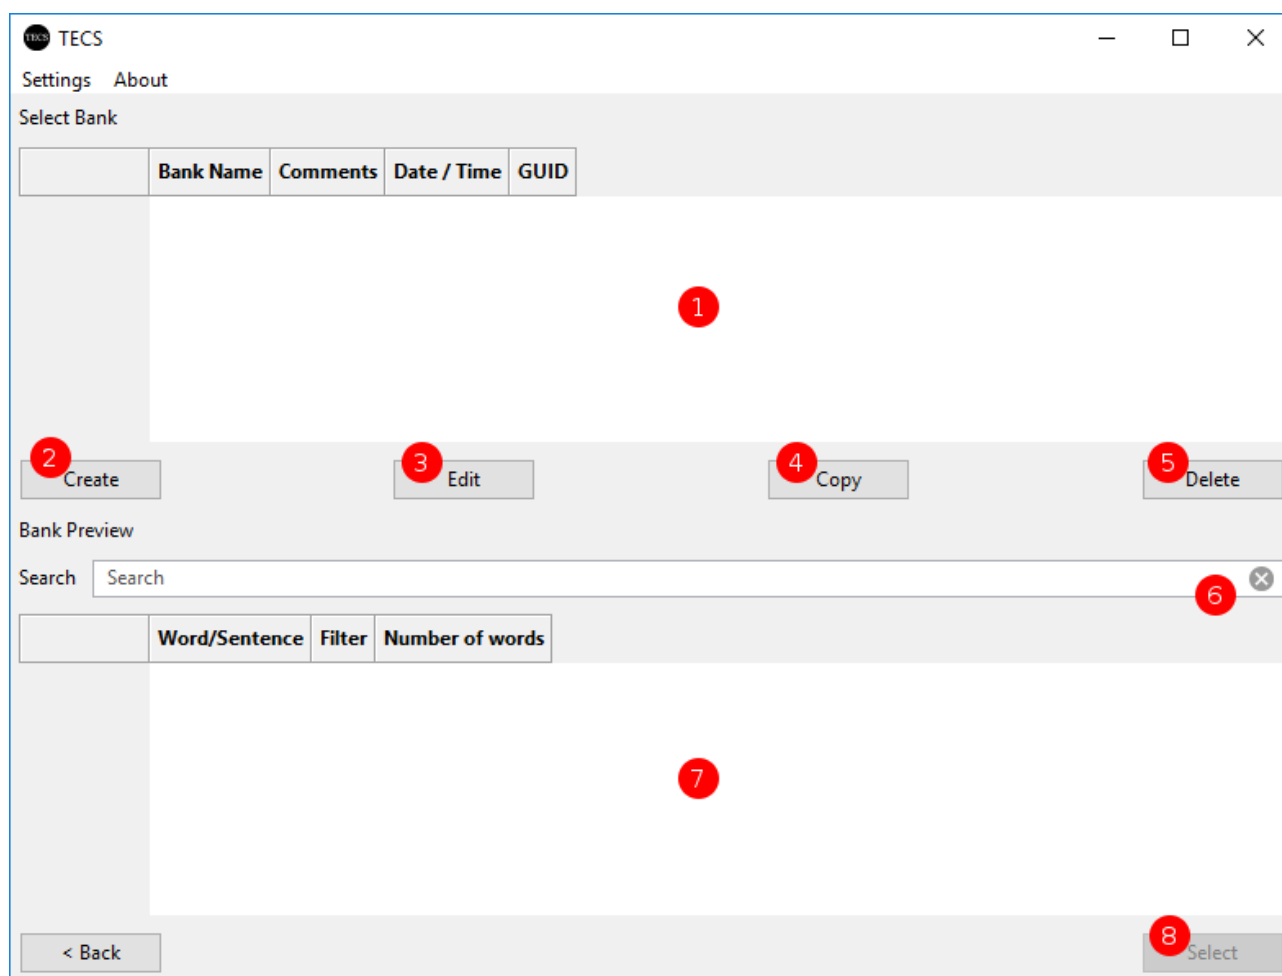 TECS TECS
Settings About
Select Bank
Bank Name Comments Date / Time GUID
1
2 3 4 5
Create Edit Copy Delete
Bank Preview
Search Search
6
Word/Sentence Filter Number of words
7
8
< Back Select